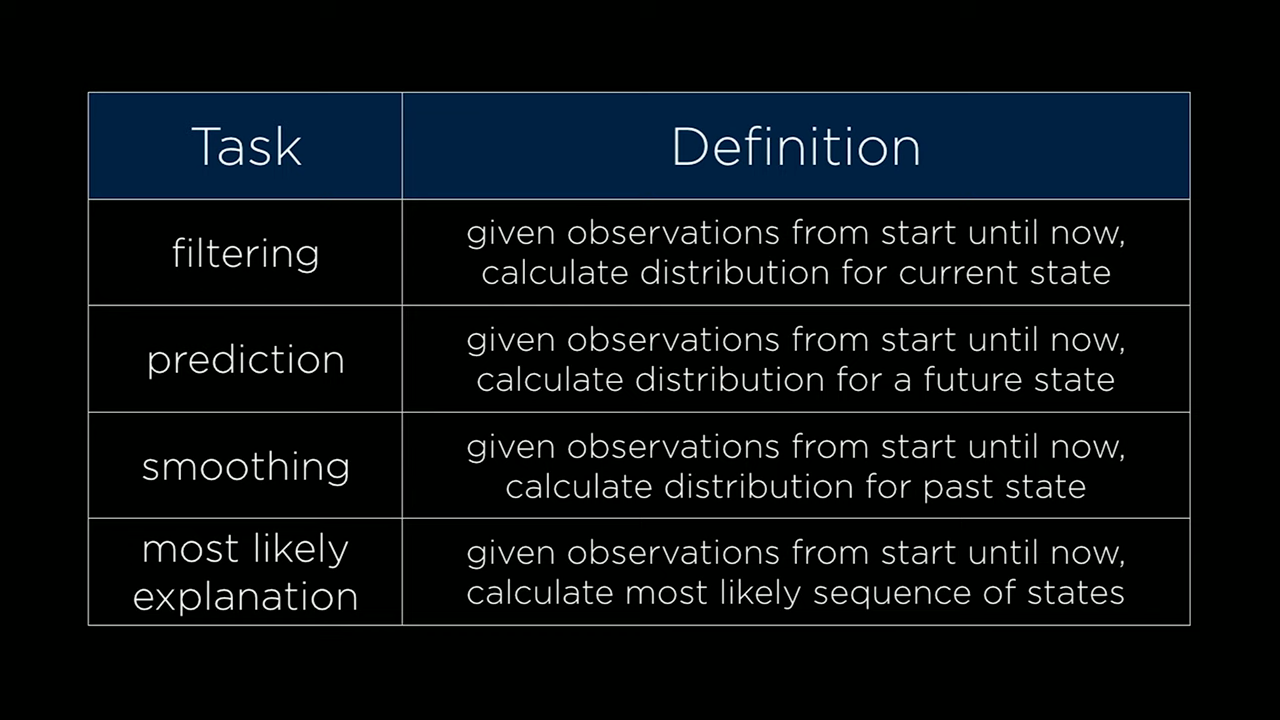 Task
Definition
filtering
given observations from start until now,
calculate distribution for current state
prediction
given observations from start until now,
calculate distribution for a future state
smoothing
given observations from start until now,
calculate distribution for past state
most likely
explanation
given observations from start until now,
calculate most likely sequence of states